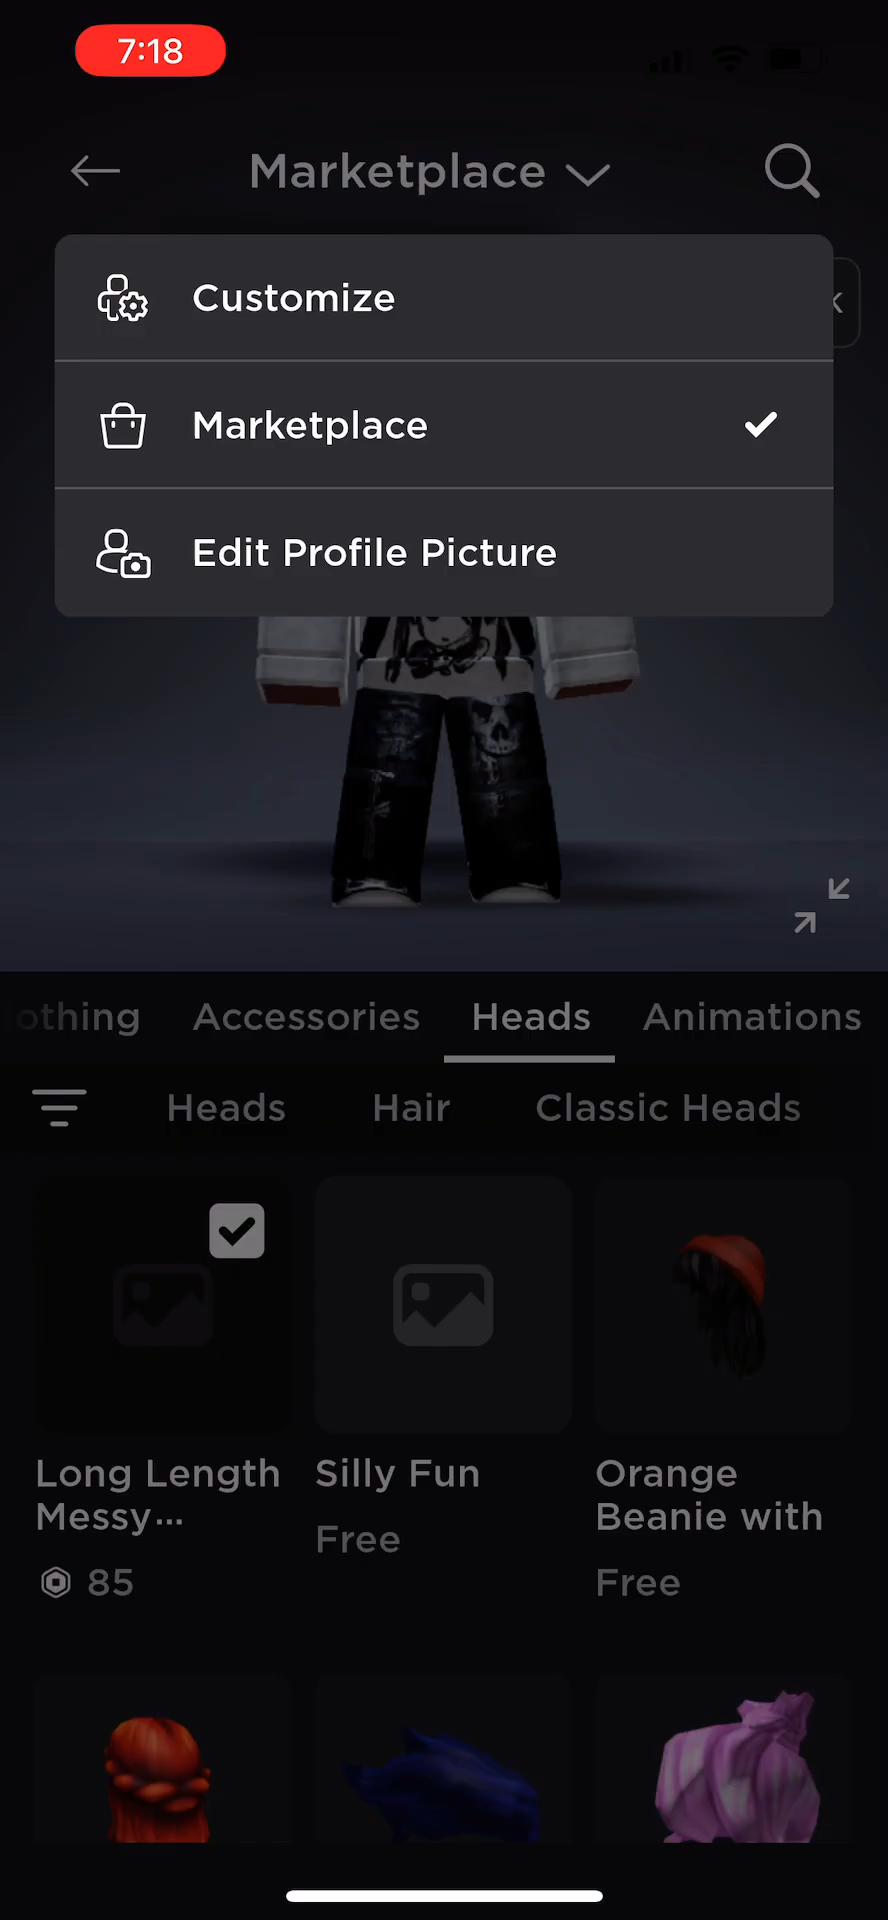 7:18
Marketplace
Customize
Marketplace
Edit Profile Picture
othing Accessories Heads Animations
Heads Hair Classic Heads
Long Length
Messy...
85
Silly Fun
Free
Orange
Beanie with
Free